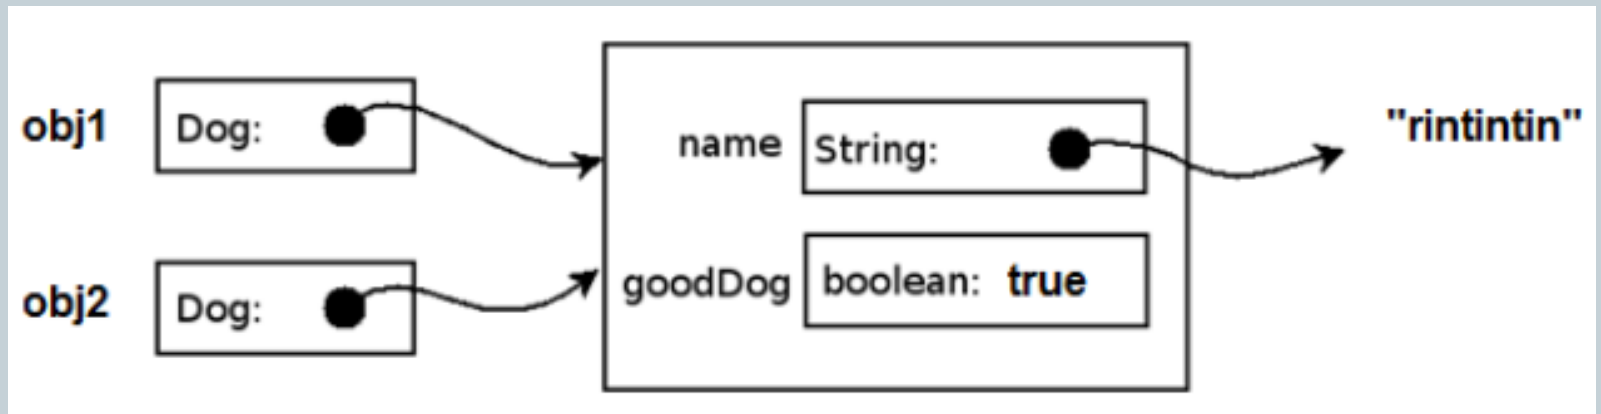 obj1 Dog:
name String: "rintintin"
obj2 Dog:
goodDog boolean: true